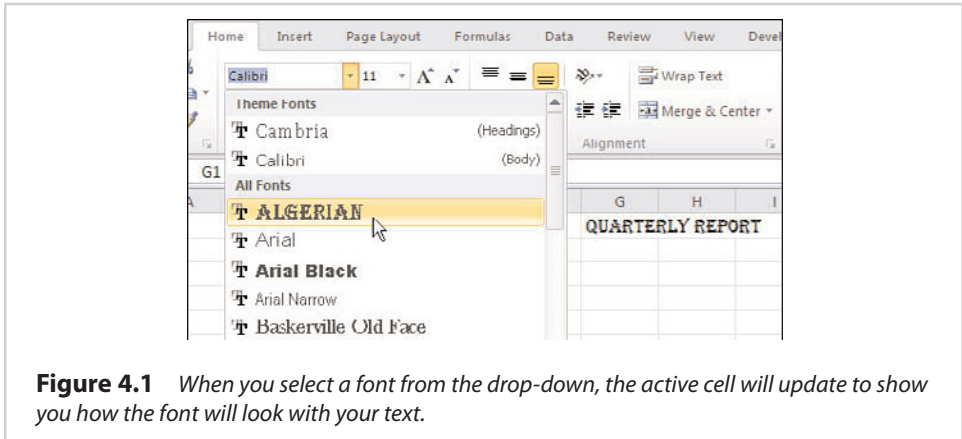 Home Insert Page Layout Formulas Data Review View Devel
Calibri 11 A A Wrap Text
Theme Fonts
Cambria (Headings) Merge & Center
Calibri (Body) Alignment
G1
All Fonts
A G H I
ALGERIAN QUARTERLY REPORT
Arial
Arial Black
Arial Narrow
Baskerville Old Face
Figure 4.1 When you select a font from the drop-down, the active cell will update to show
you how the font will look with your text.